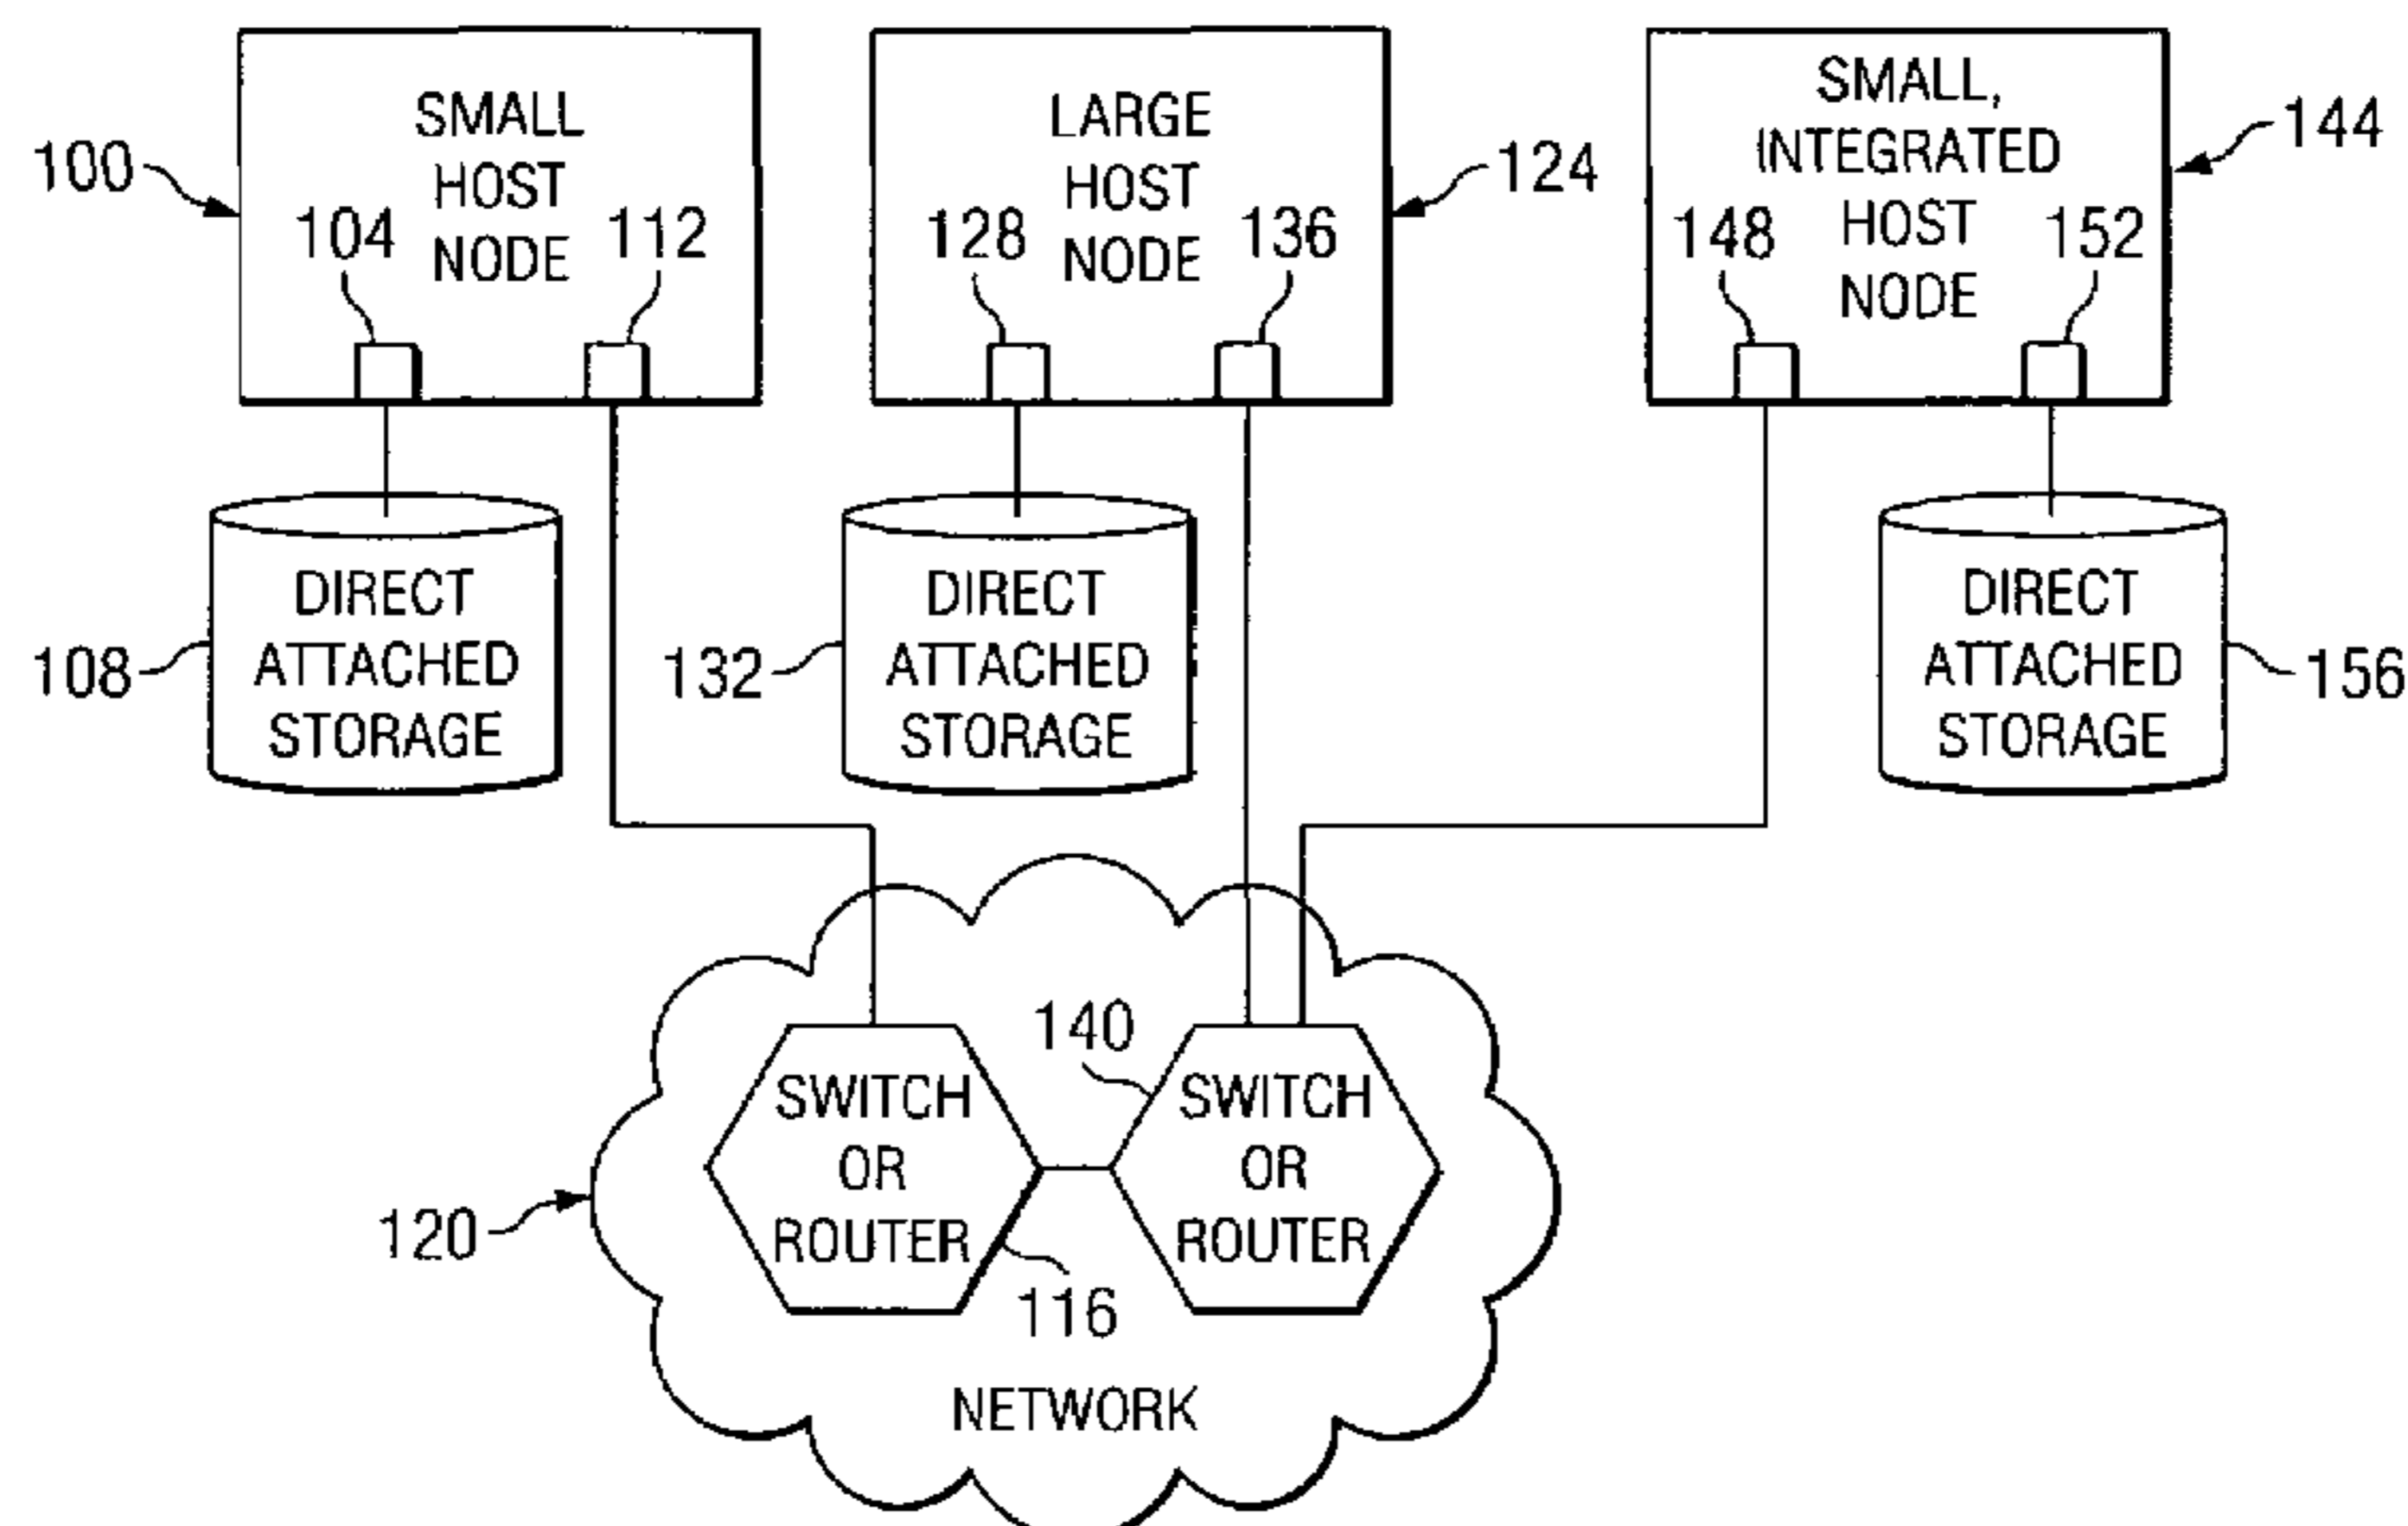 SMALL
HOST
NODE
100
104
112
LARGE
HOST
NODE
124
128
136
SMALL,
INTEGRATED
HOST
NODE
144
148
152
DIRECT
ATTACHED
STORAGE
108
DIRECT
ATTACHED
STORAGE
132
DIRECT
ATTACHED
STORAGE
156
140
SWITCH
OR
ROUTER
SWITCH
OR
ROUTER
120
116
NETWORK